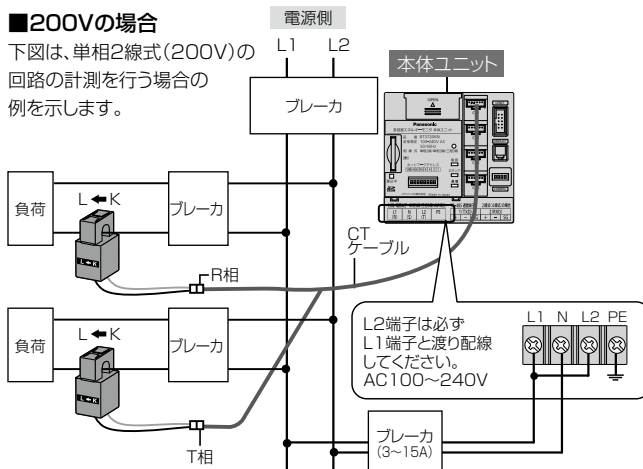 ■200Vの場合
下図は、単相2線式(200V)の
回路の計測を行う場合の
例を示します。
電源側
L1 L2
ブレーカ
本体ユニット
OPEN
Panasonic
負荷
L K
ブレーカ
L K
R相
CT
ケーブル
負荷
L K
ブレーカ
L K
T相
L1 N L2 PE
L2端子は必ず
L1端子と渡り配線
してください。
AC100~240V
L1 N L2 PE
ブレーカ
(3~15A)